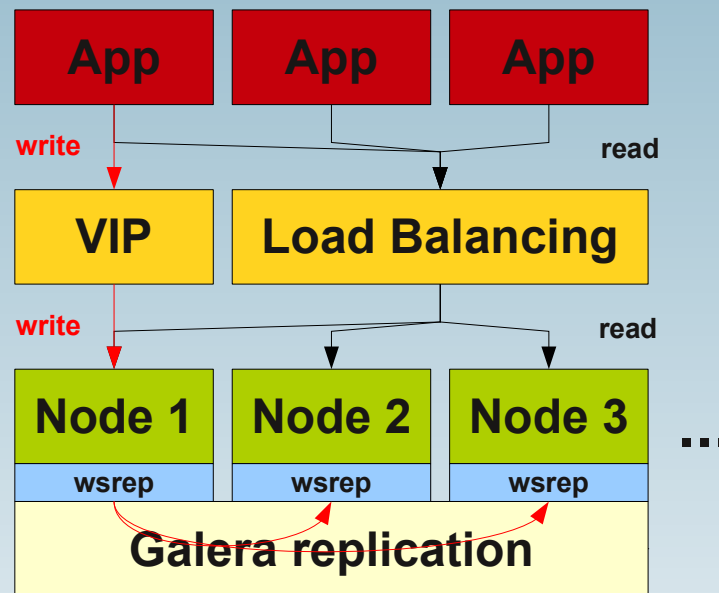 App App App
write read
VIP Load Balancing
write read
Node 1 Node 2 Node 3
wsrep wsrep wsrep
Galera replication